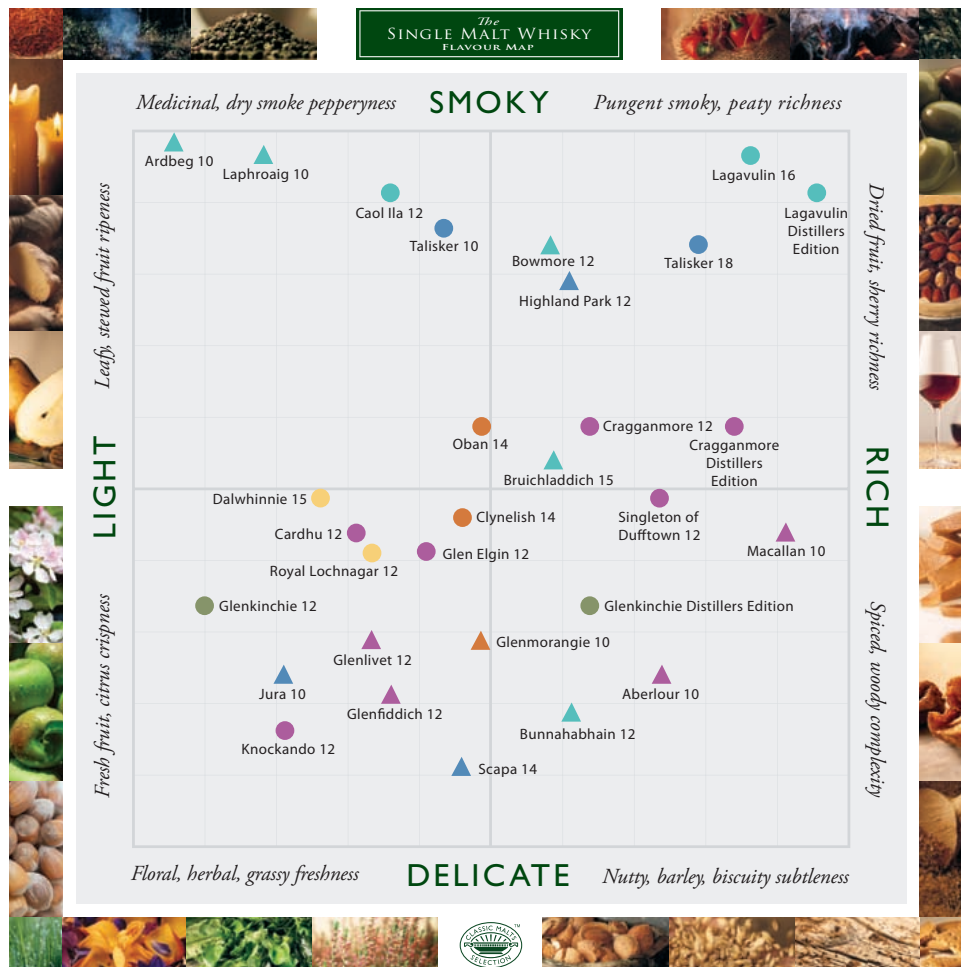 The
SINGLE MALT WHISKY
FLAVOUR MAP
Medicinal, dry smoke pepperyness
SMOKY
Pungent smoky, peaty richness
Ardbeg 10
Laphroaig 10
Caol Ila 12
Talisker 10
Lagavulin 16
Lagavulin
Distillers
Edition
Bowmore 12
Talisker 18
Highland Park 12
Leafy, stewed fruit ripeness
Dried fruit, sherry richness
Oban 14
Cragganmore 12
Cragganmore
Distillers
Edition
Bruichladdich 15
LIGHT
RICH
Dalwhinnie 15
Clynelish 14
Singleton of
Dufftown 12
Cardhu 12
Glen Elgin 12
Macallan 10
Royal Lochnagar 12
Glenkinchie 12
Glenkinchie Distillers Edition
Glenlivet 12
Glenmorangie 10
Jura 10
Aberlour 10
Glenfiddich 12
Bunnahabhain 12
Knockando 12
Scapa 14
Fresh fruit, citrus crispness
Spiced, woody complexity
Floral, herbal, grassy freshness
DELICATE
Nutty, barley, biscuity subtleness
CLASSIC MALTS
SELECTION